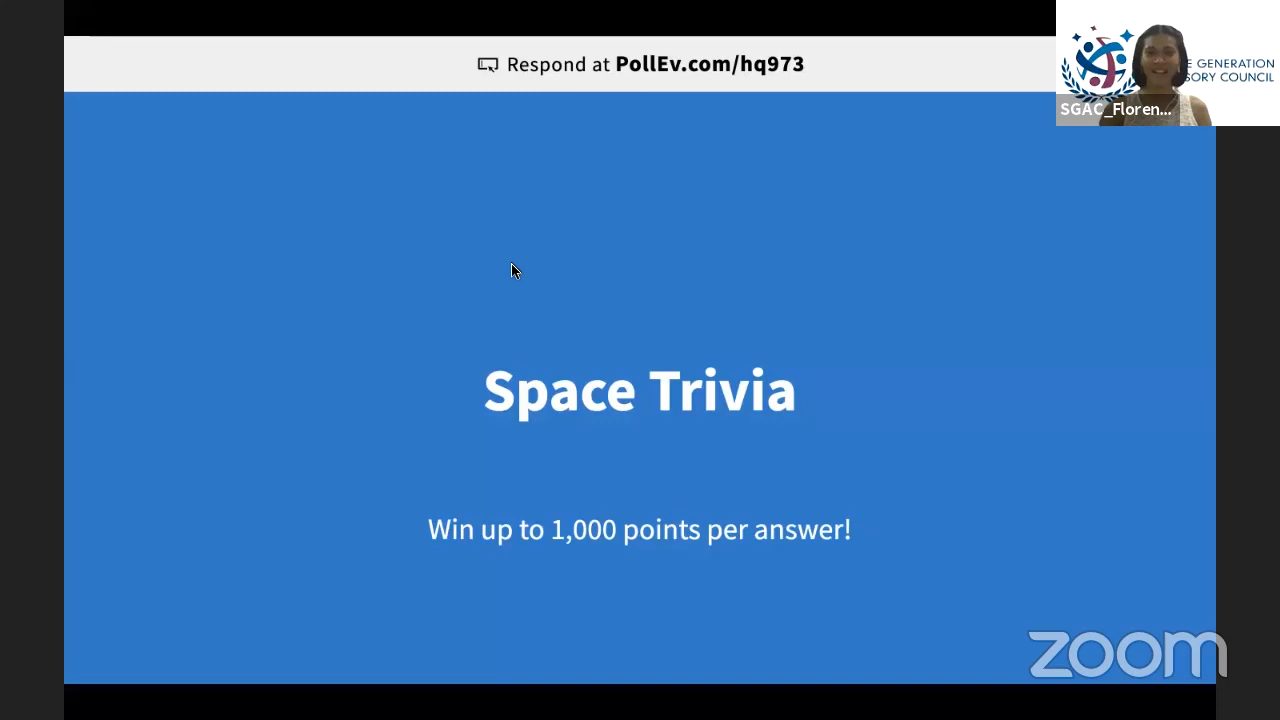 Respond at PollEv.com/hq973
E GENERATION
SORY COUNCIL
SGAC_Floren...
Space Trivia
Win up to 1,000 points per answer!
zoom